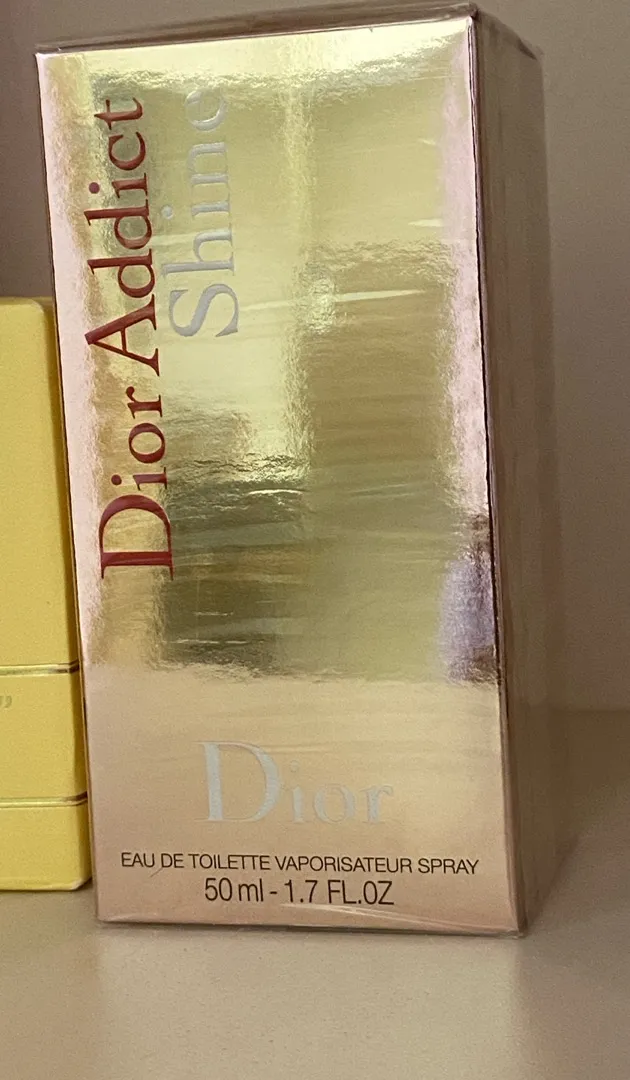 Dior Addict
Shine
Dior
EAU DE TOILETTE VAPORISATEUR SPRAY
50 ml - 1.7 FL.OZ
”